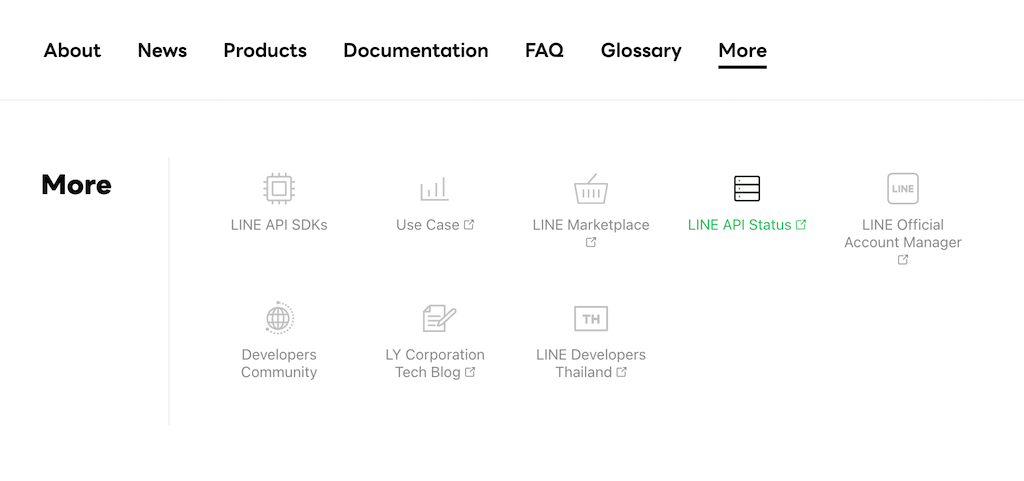 About News Products Documentation FAQ Glossary More
More
LINE API SDKs
Use Case
LINE Marketplace
LINE API Status
LINE
LINE Official
Account Manager
Developers
Community
LY Corporation
Tech Blog
TH
LINE Developers
Thailand